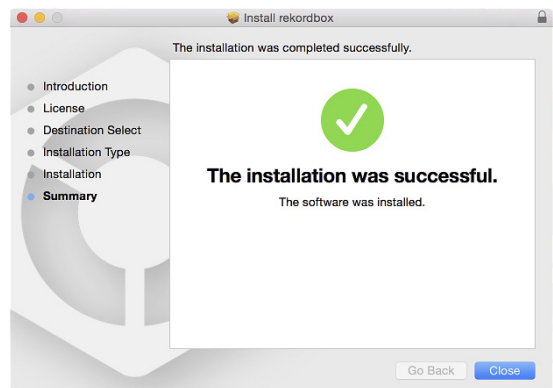 Install rekordbox
The installation was completed successfully.
Introduction
License
Destination Select
Installation Type
Installation
Summary
The installation was successful.
The software was installed.
Go Back
Close